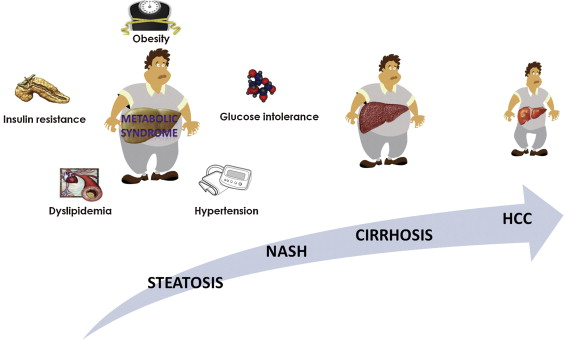 Obesity
Insulin resistance
METABOLIC
SYNDROME
Glucose intolerance
Dyslipidemia
Hypertension
HCC
CIRRHOSIS
NASH
STEATOSIS